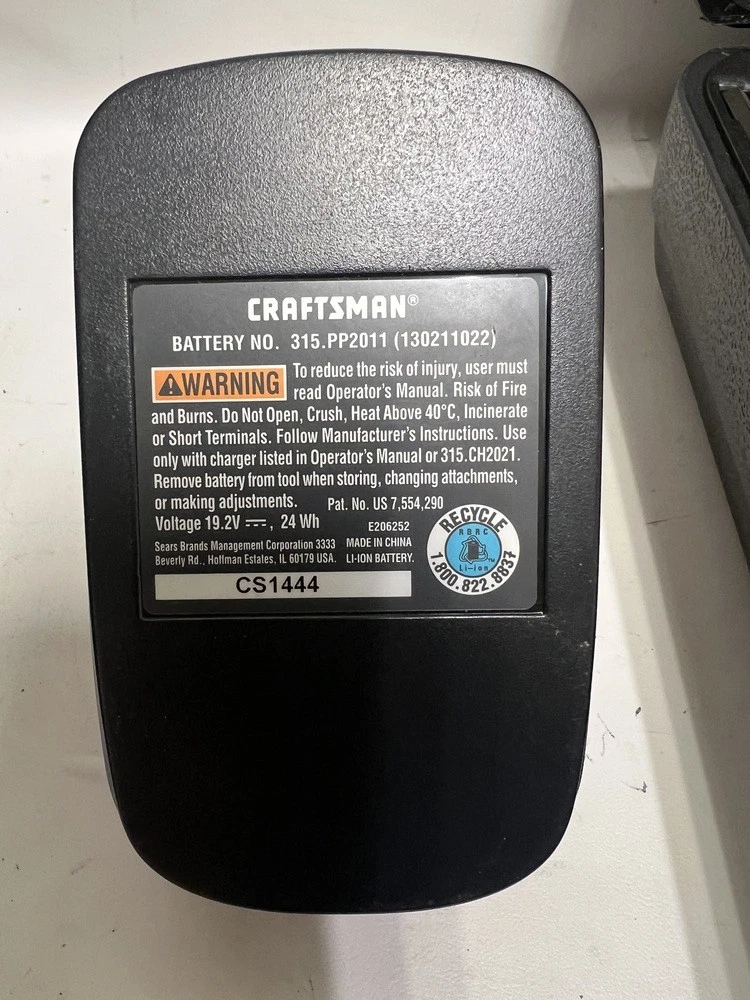 CRAFTSMAN®
BATTERY NO. 315.PP2011 (130211022)
⚠WARNING To reduce the risk of injury, user must
read Operator's Manual. Risk of Fire
and Burns. Do Not Open, Crush, Heat Above 40°C, Incinerate
or Short Terminals. Follow Manufacturer's Instructions. Use
only with charger listed in Operator's Manual or 315.CH2021.
Remove battery from tool when storing, changing attachments,
or making adjustments. Pat. No. US 7,554,290
Voltage 19.2V ⎓, 24 Wh E206252
Sears Brands Management Corporation 3333 MADE IN CHINA
Beverly Rd., Hoffman Estates, IL 60179 USA. LI-ION BATTERY.
CS1444
RECYCLE
RBRC
Li-ion
TM
1.800.822.8837